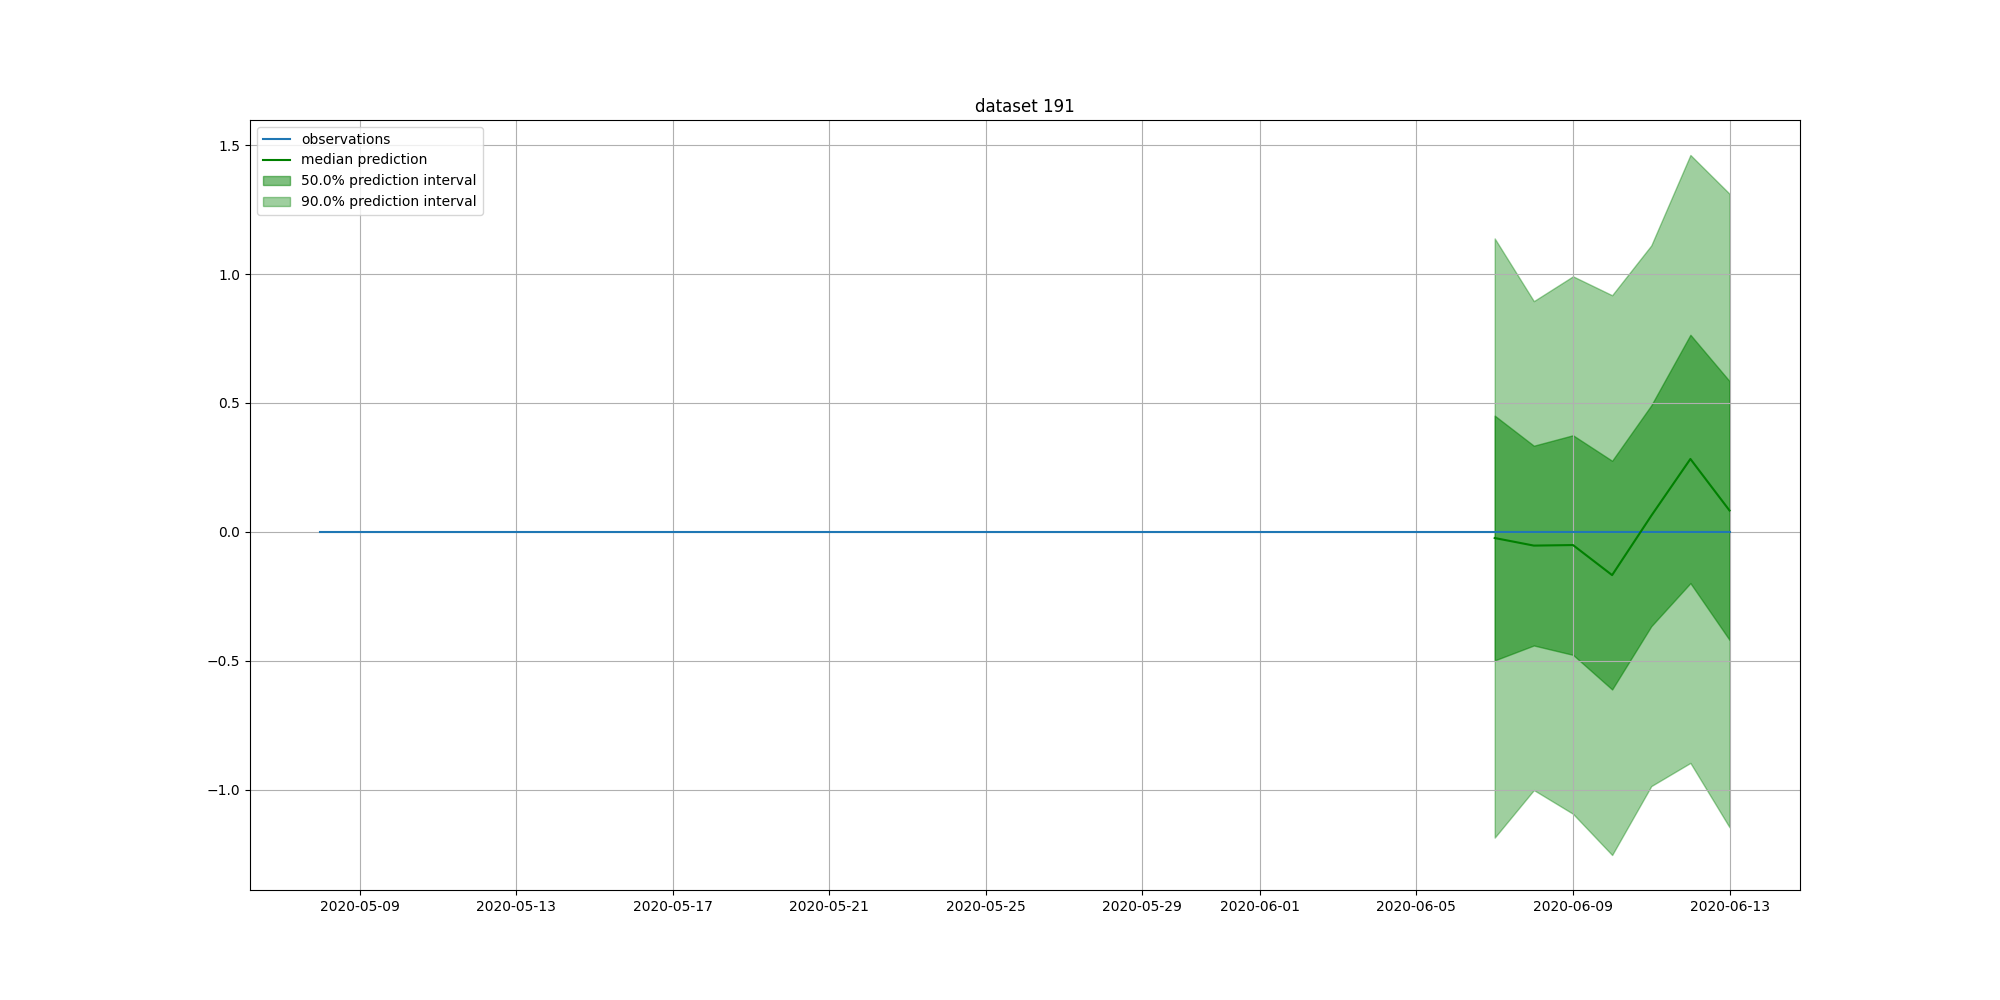 dataset 191
observations
median prediction
50.0% prediction interval
90.0% prediction interval
1.5
1.0
0.5
0.0
−0.5
−1.0
2020-05-09 2020-05-13 2020-05-17 2020-05-21 2020-05-25 2020-05-29 2020-06-01 2020-06-05 2020-06-09 2020-06-13